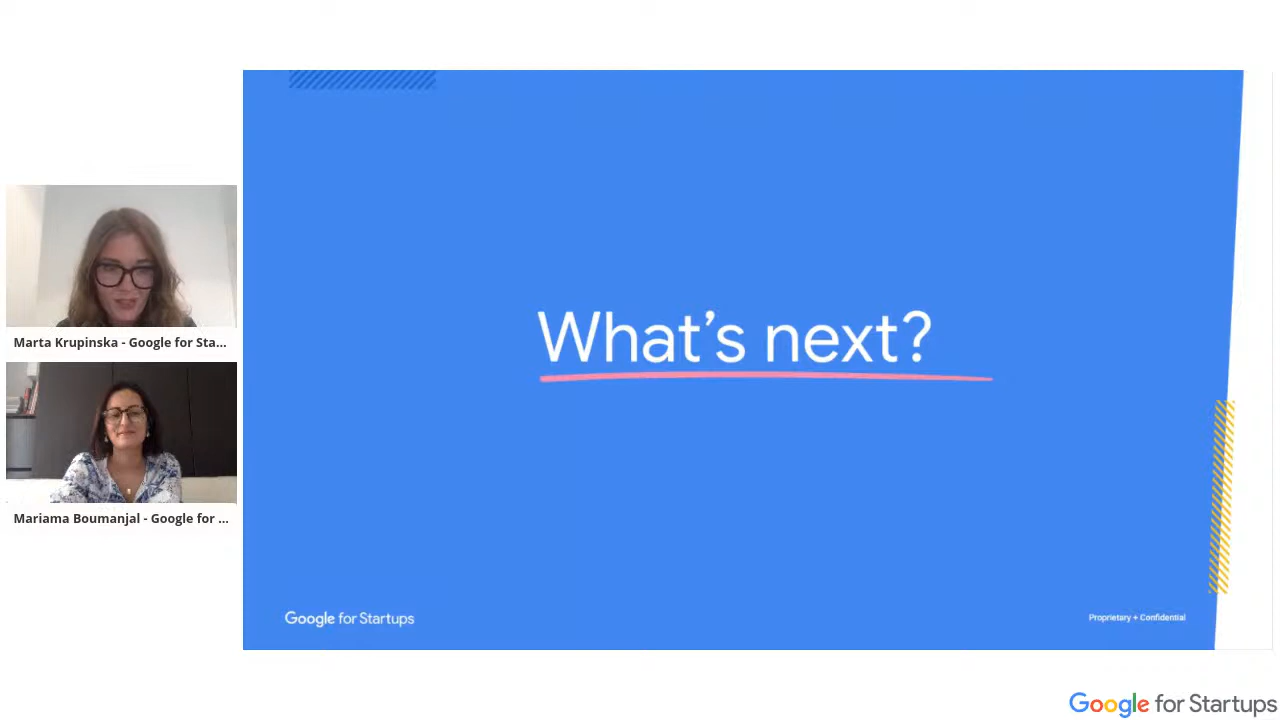 Marta Krupinska - Google for Sta...
Mariama Boumanjal - Google for ...
What's next?
Google for Startups
Proprietary + Confidential
Google for Startups